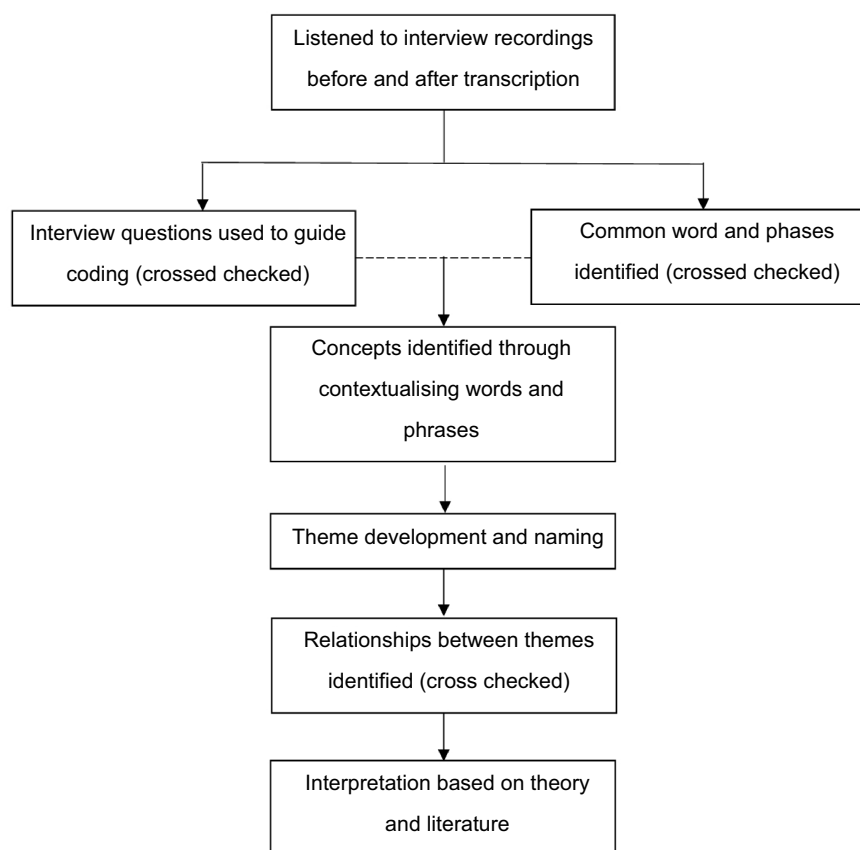 Listened to interview recordings
before and after transcription
Interview questions used to guide
coding (crossed checked)
Common word and phases
identified (crossed checked)
Concepts identified through
contextualising words and
phrases
Theme development and naming
Relationships between themes
identified (cross checked)
Interpretation based on theory
and literature